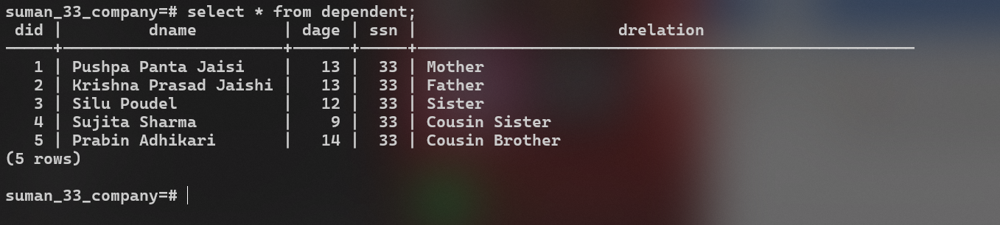 suman_33_company=# select * from dependent;
 did |         dname          | dage | ssn |                     drelation
-----+------------------------+------+-----+----------------------------------------------------
   1 | Pushpa Panta Jaisi     |   13 |  33 | Mother
   2 | Krishna Prasad Jaishi  |   13 |  33 | Father
   3 | Silu Poudel            |   12 |  33 | Sister
   4 | Sujita Sharma          |    9 |  33 | Cousin Sister
   5 | Prabin Adhikari        |   14 |  33 | Cousin Brother
(5 rows)
suman_33_company=#